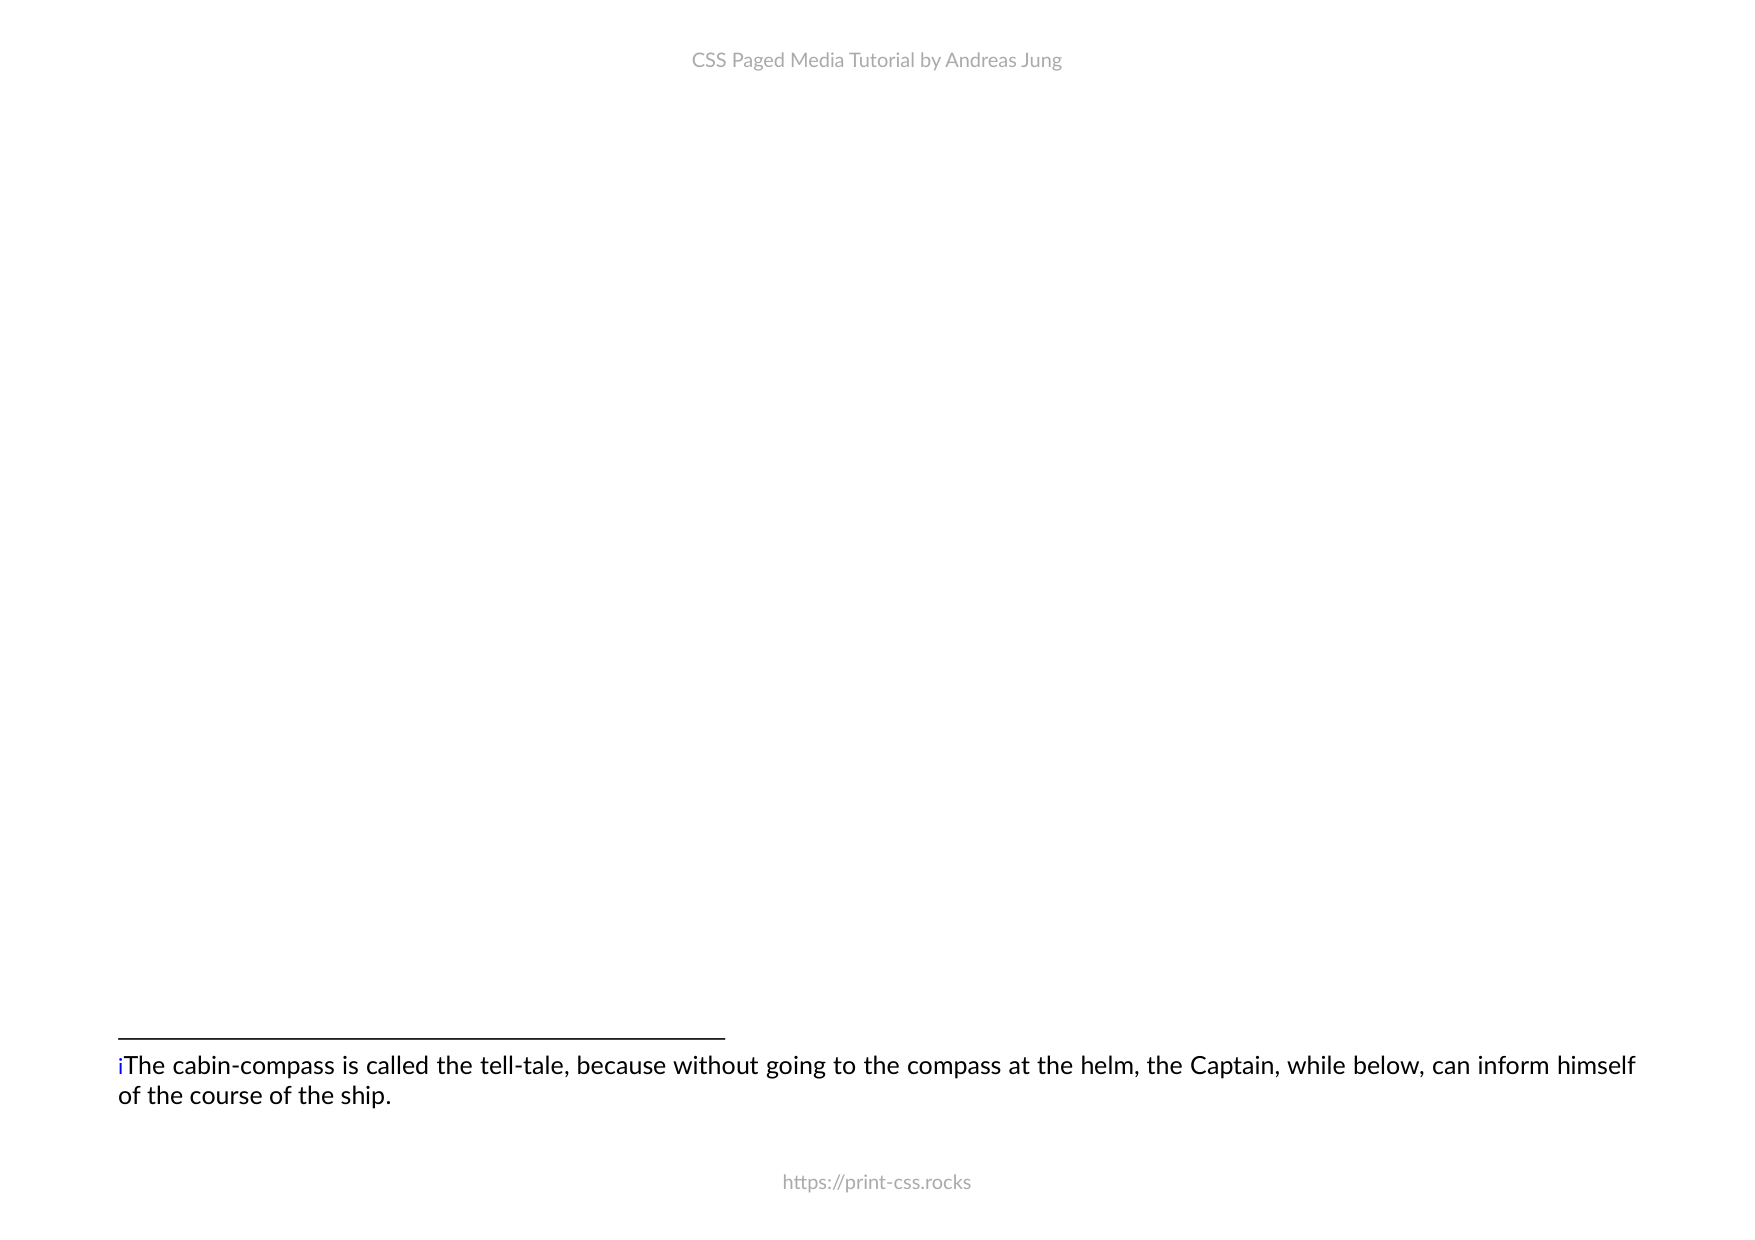 CSS Paged Media Tutorial by Andreas Jung
iThe cabin-compass is called the tell-tale, because without going to the compass at the helm, the Captain, while below, can inform himself
of the course of the ship.
https://print-css.rocks